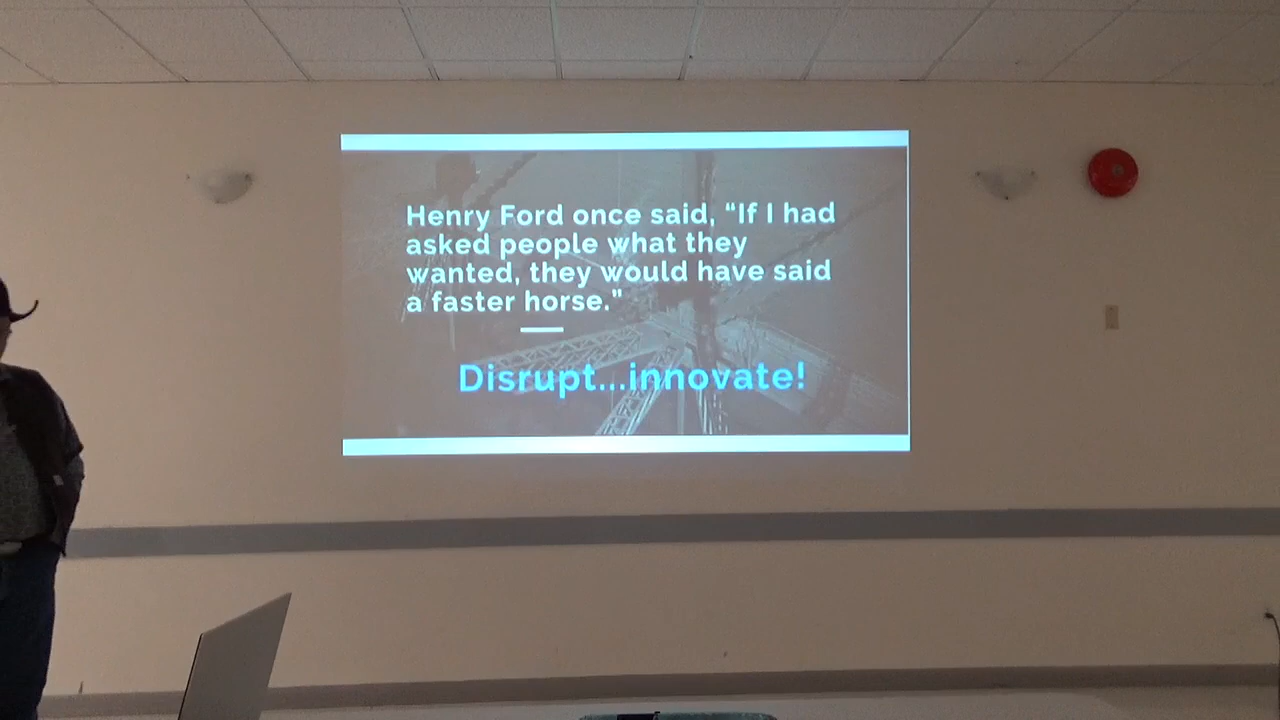 Henry Ford once said, “If I had
asked people what they
wanted, they would have said
a faster horse.”
Disrupt...innovate!